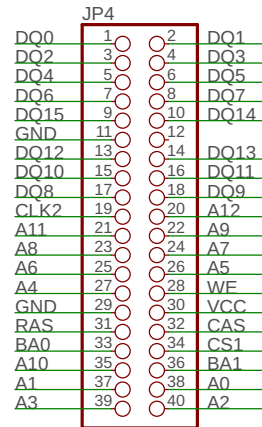 JP4
DQ0 1 2 DQ1
DQ2 3 4 DQ3
DQ4 5 6 DQ5
DQ6 7 8 DQ7
DQ15 9 10 DQ14
GND 11 12
DQ12 13 14 DQ13
DQ10 15 16 DQ11
DQ8 17 18 DQ9
CLK2 19 20 A12
A11 21 22 A9
A8 23 24 A7
A6 25 26 A5
A4 27 28 WE
GND 29 30 VCC
RAS 31 32 CAS
BA0 33 34 CS1
A10 35 36 BA1
A1 37 38 A0
A3 39 40 A2